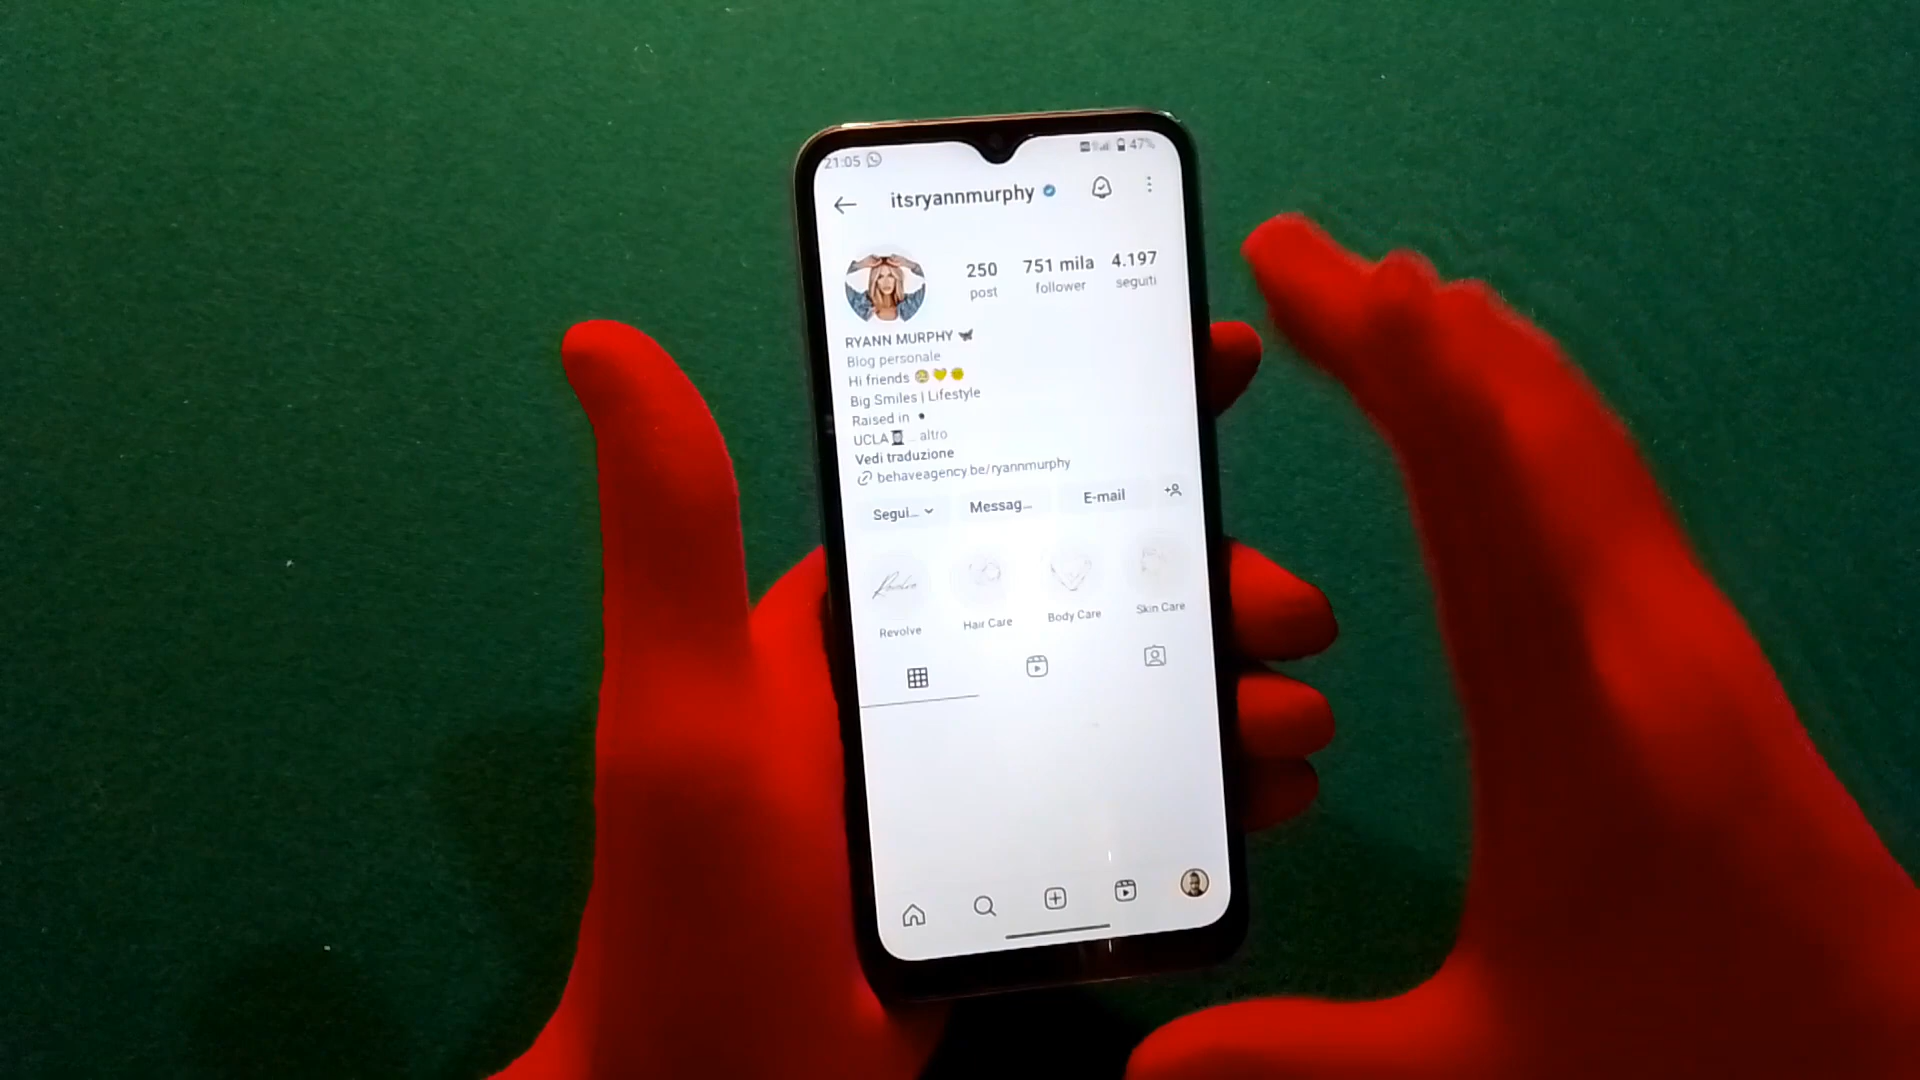 21:05 47%
itsryannmurphy
250 751 mila 4.197
post follower seguiti
RYANN MURPHY
Blog personale
Hi friends
Big Smiles | Lifestyle
Raised in
UCLA ... altro
Vedi traduzione
behaveagency.be/ryannmurphy
Segui... Messag... E-mail
Revolve
Revolve Hair Care Body Care Skin Care